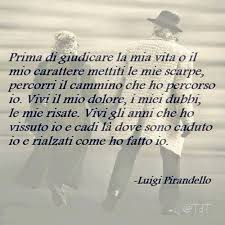 Prima di giudicare la mia vita o il
mio carattere mettiti le mie scarpe,
percorri il cammino che ho percorso
io. Vivi il mio dolore, i miei dubbi,
le mie risate. Vivi gli anni che ho
vissuto io e cadi là dove sono caduto
io e rialzati come ho fatto io.
-Luigi Pirandello